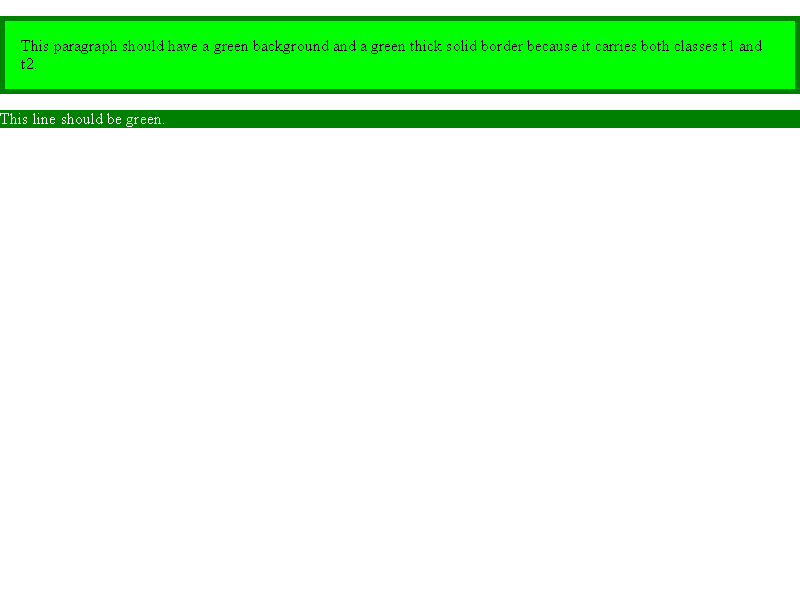 This paragraph should have a green background and a green thick solid border because it carries both classes t1 and
t2.
This line should be green.